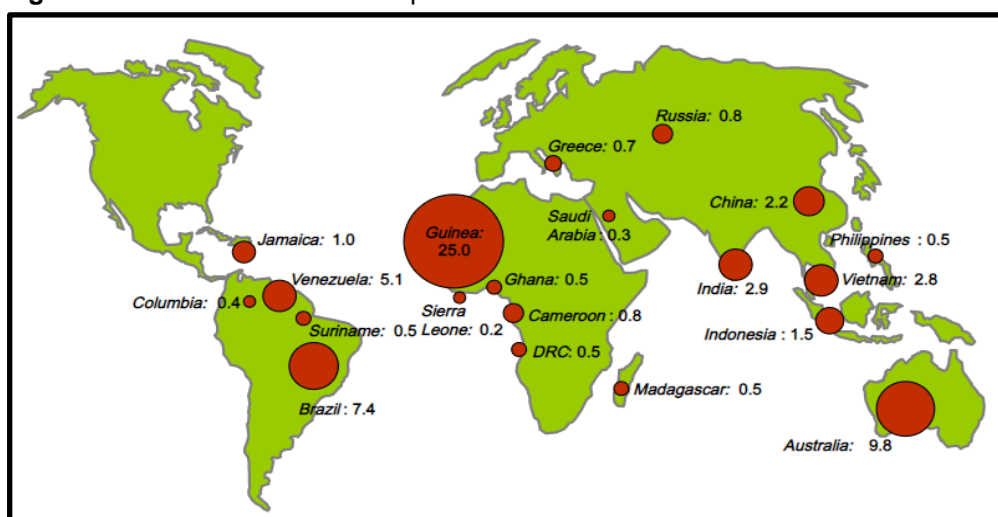 Russia: 0.8
Greece: 0.7
China: 2.2
Saudi
Arabia: 0.3
Guinea:
25.0
Jamaica: 1.0
Philippines : 0.5
Venezuela: 5.1
Ghana: 0.5
India: 2.9
Vietnam: 2.8
Columbia: 0.4
Sierra
Leone: 0.2
Suriname: 0.5
Cameroon : 0.8
Indonesia : 1.5
DRC: 0.5
Madagascar: 0.5
Brazil : 7.4
Australia: 9.8